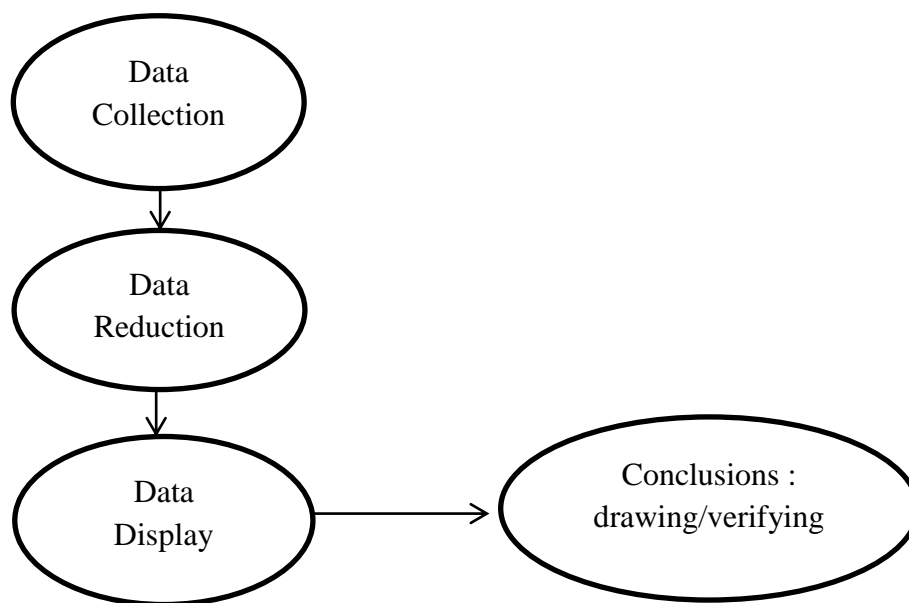 Data
Collection
Data
Reduction
Data
Display
Conclusions :
drawing/verifying